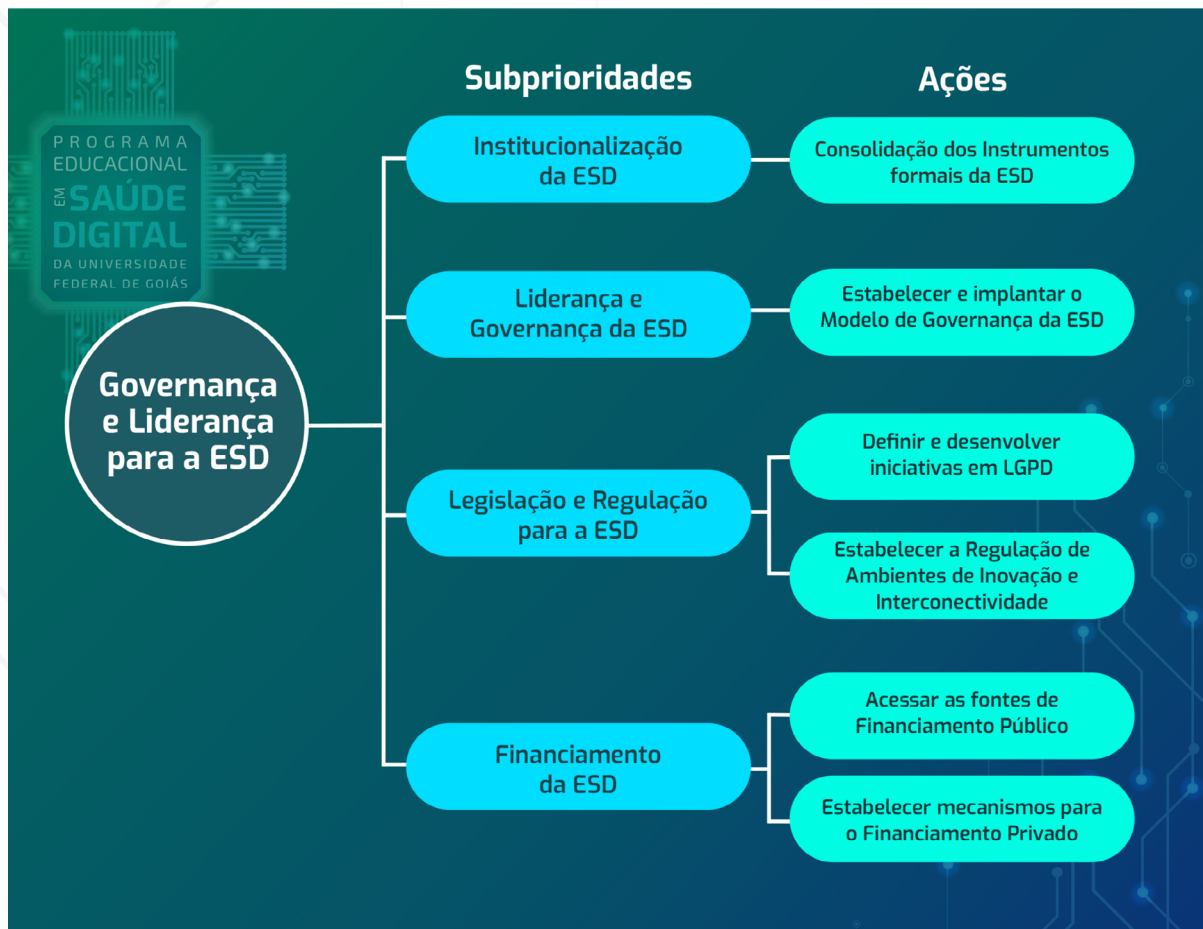 PROGRAMA
EDUCACIONAL
EM SAÚDE
DIGITAL
DA UNIVERSIDADE
FEDERAL DE GOIÁS
Governança
e Liderança
para a ESD
Subprioridades
Ações
Institucionalização
da ESD
Consolidação dos Instrumentos
formais da ESD
Liderança e
Governança da ESD
Estabelecer e implantar o
Modelo de Governança da ESD
Legislação e Regulação
para a ESD
Definir e desenvolver
iniciativas em LGPD
Estabelecer a Regulação de
Ambientes de Inovação e
Interconectividade
Financiamento
da ESD
Acessar as fontes de
Financiamento Público
Estabelecer mecanismos para
o Financiamento Privado